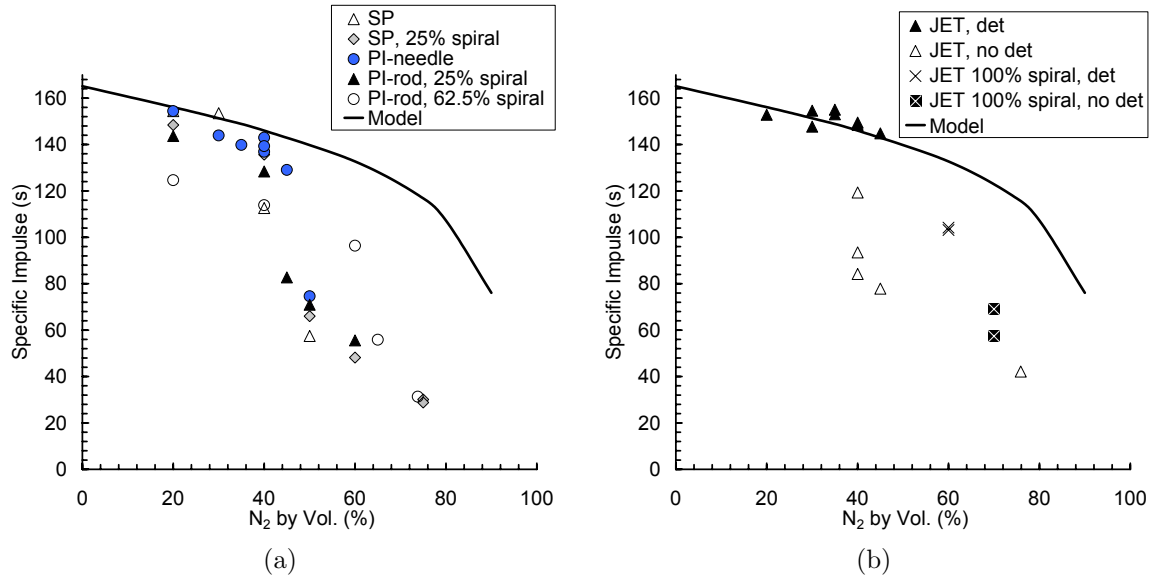 SP
SP, 25% spiral
PI-needle
PI-rod, 25% spiral
PI-rod, 62.5% spiral
Model
160
140
120
100
80
60
40
20
0
0 20 40 60 80 100
Specific Impulse (s)
N₂ by Vol. (%)
(a)
JET, det
JET, no det
JET 100% spiral, det
JET 100% spiral, no det
Model
160
140
120
100
80
60
40
20
0
0 20 40 60 80 100
Specific Impulse (s)
N₂ by Vol. (%)
(b)